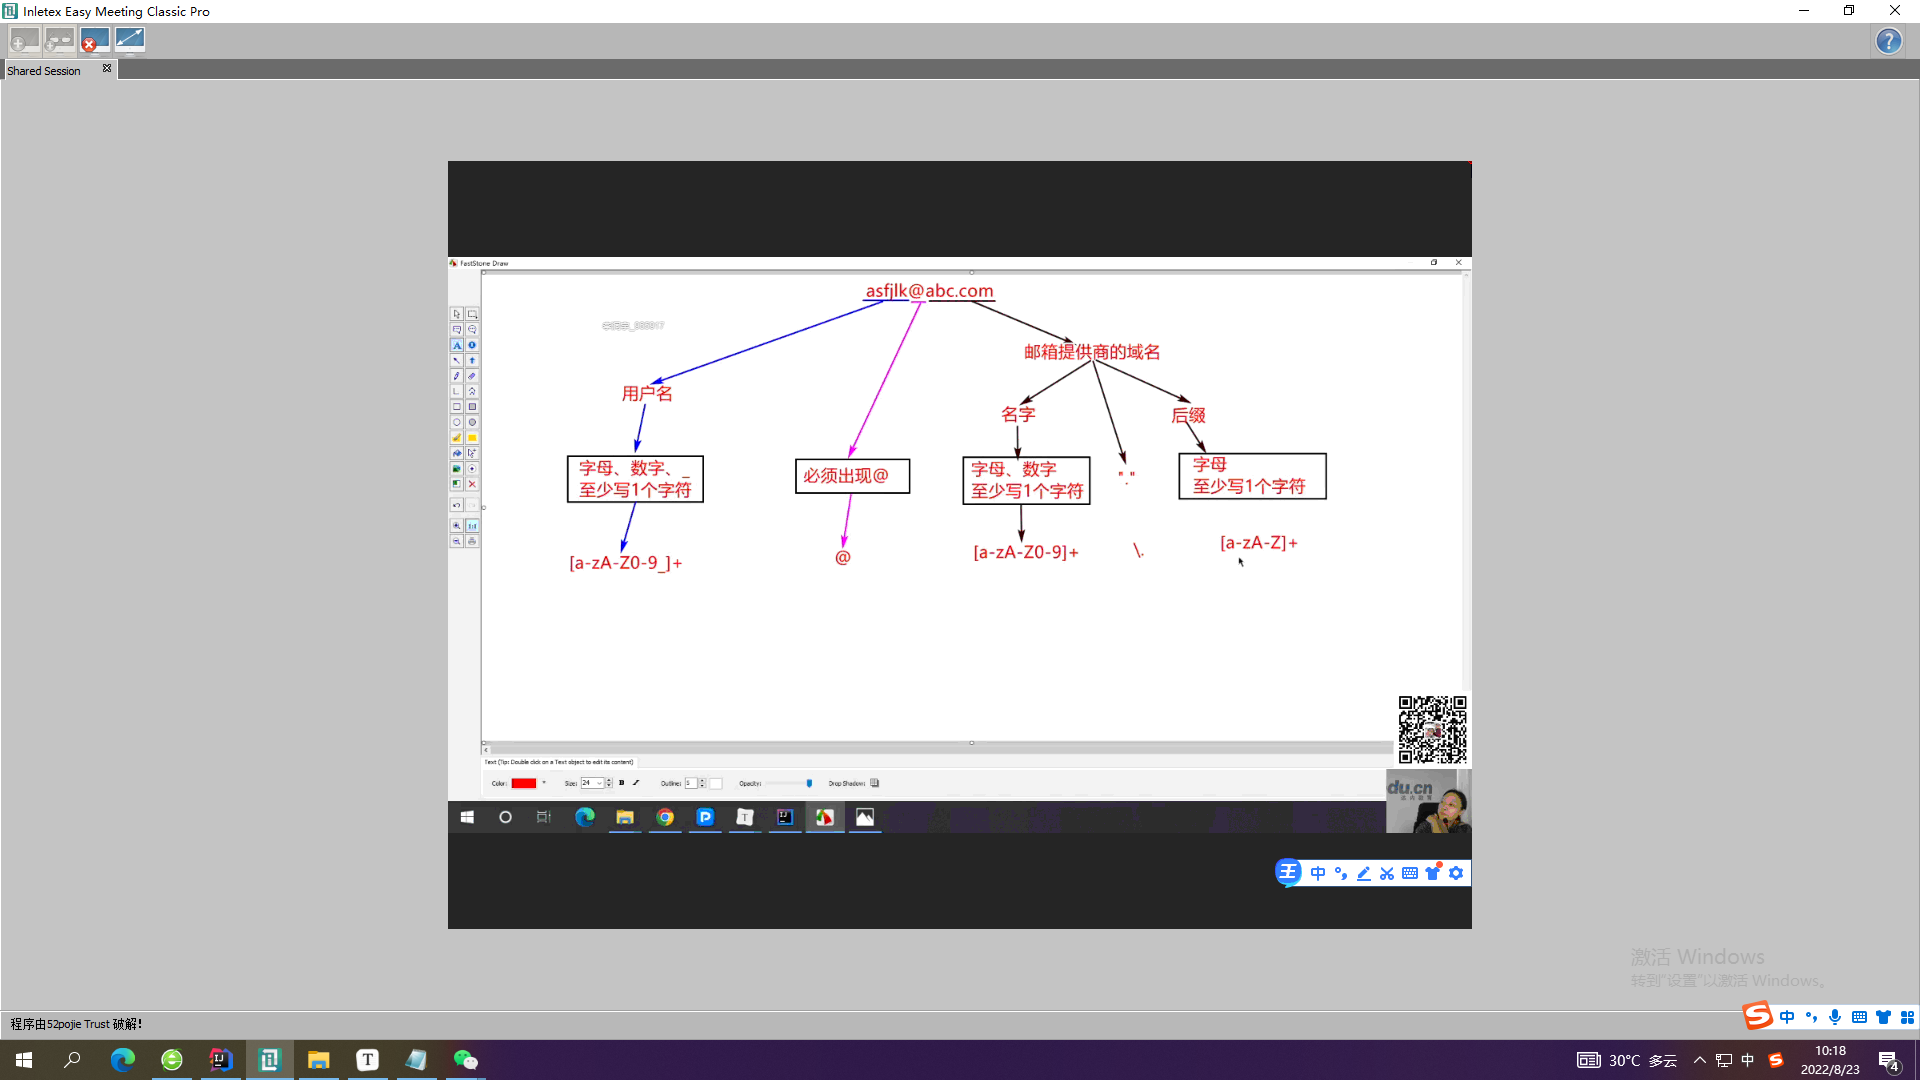 Inletex Easy Meeting Classic Pro
Shared Session
FastStone Draw
asfjlk@abc.com
邮箱提供商的域名
用户名
名字
后缀
字母、数字、_
至少写1个字符
必须出现@
字母、数字
至少写1个字符
"."
字母
至少写1个字符
[a-zA-Z0-9_]+
@
[a-zA-Z0-9]+
\.
[a-zA-Z]+
Text (Tip: Double click on a Text object to edit its content)
Color:
Size: 24
B
Outline: 5
Opacity:
Drop Shadow:
du.cn
王 中
激活 Windows
转到"设置"以激活 Windows。
程序由52pojie Trust 破解!
中
30°C 多云
中
10:18
2022/8/23
4